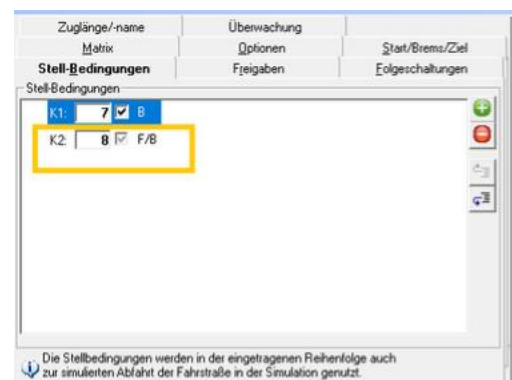 Zuglänge/-name Überwachung
Matrix Optionen Start/Brems/Ziel
Stell-Bedingungen Freigaben Folgeschaltungen
Stell-Bedingungen
K1: 7 B
K2: 8 F/B
Die Stellbedingungen werden in der eingetragenen Reihenfolge auch
zur simulierten Abfahrt der Fahrstraße in der Simulation genutzt.